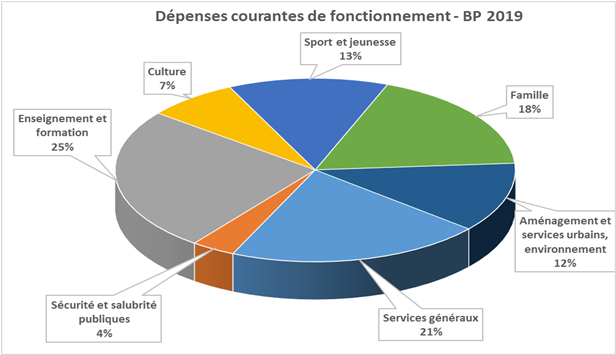 Dépenses courantes de fonctionnement - BP 2019
Sport et jeunesse
13%
Culture
7%
Famille
18%
Enseignement et
formation
25%
Aménagement et
services urbains,
environnement
12%
Sécurité et salubrité
publiques
4%
Services généraux
21%